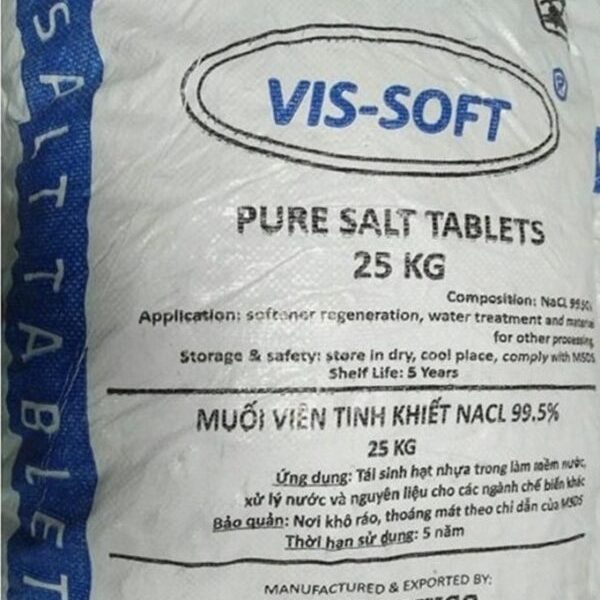 SALT TABLET
VIS-SOFT
®
PURE SALT TABLETS
25 KG
Composition: NaCL 99.50%
Application: softener regeneration, water treatment and material
for other processing
Storage & safety: store in dry, cool place, comply with MSDS
Shelf Life: 5 Years
MUỐI VIÊN TINH KHIẾT NACL 99.5%
25 KG
Ứng dụng: Tái sinh hạt nhựa trong làm mềm nước,
xử lý nước và nguyên liệu cho các ngành chế biến khác
Bảo quản: Nơi khô ráo, thoáng mát theo chỉ dẫn của MSDS
Thời hạn sử dụng: 5 năm
MANUFACTURED & EXPORTED BY: